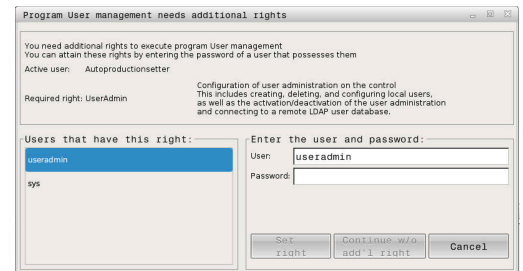 Program User management needs additional rights
You need additional rights to execute program User management
You can attain these rights by entering the password of a user that possesses them
Active user: Autoproductionsetter
Required right: UserAdmin
Configuration of user administration on the control
This includes creating, deleting, and configuring local users,
as well as the activation/deactivation of the user administration
and connecting to a remote LDAP user database.
Users that have this right:
useradmin
sys
Enter the user and password:
User: useradmin
Password:
Set
right
Continue w/o
add'l right
Cancel